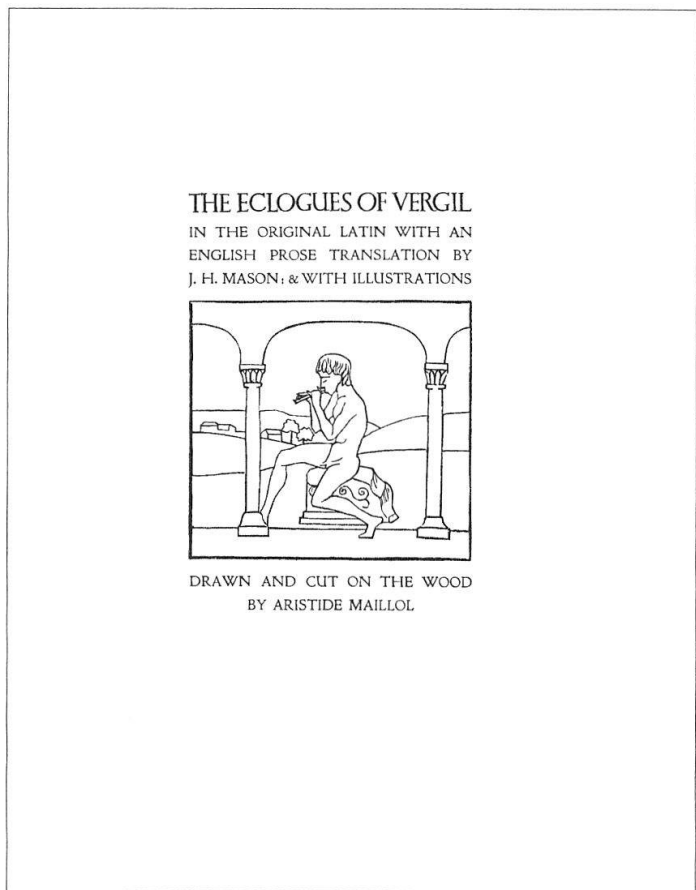 THE ECLOGUES OF VERGIL
IN THE ORIGINAL LATIN WITH AN
ENGLISH PROSE TRANSLATION BY
J. H. MASON: & WITH ILLUSTRATIONS
DRAWN AND CUT ON THE WOOD
BY ARISTIDE MAILLOL